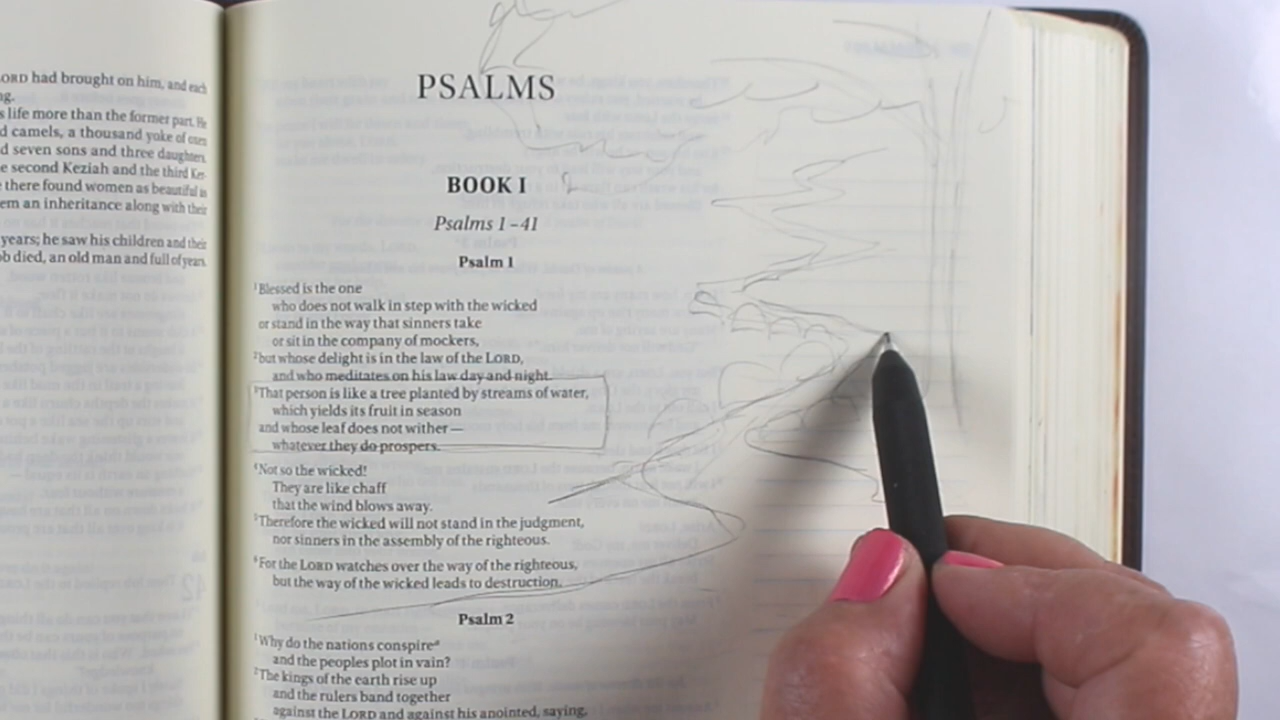 LORD had brought on him, and each
ng.
s life more than the former part. He
d camels, a thousand yoke of oxen
d seven sons and three daughters.
e second Keziah and the third Ker-
there found women as beautiful as
em an inheritance along with their
years; he saw his children and their
ob died, an old man and full of years.
PSALMS
BOOK I
Psalms 1–41
Psalm 1
1Blessed is the one
who does not walk in step with the wicked
or stand in the way that sinners take
or sit in the company of mockers,
2but whose delight is in the law of the LORD,
and who meditates on his law day and night.
3That person is like a tree planted by streams of water,
which yields its fruit in season
and whose leaf does not wither—
whatever they do prospers.
4Not so the wicked!
They are like chaff
that the wind blows away.
5Therefore the wicked will not stand in the judgment,
nor sinners in the assembly of the righteous.
6For the LORD watches over the way of the righteous,
but the way of the wicked leads to destruction.
Psalm 2
1Why do the nations conspirea
and the peoples plot in vain?
2The kings of the earth rise up
and the rulers band together
against the LORD and against his anointed, saying,